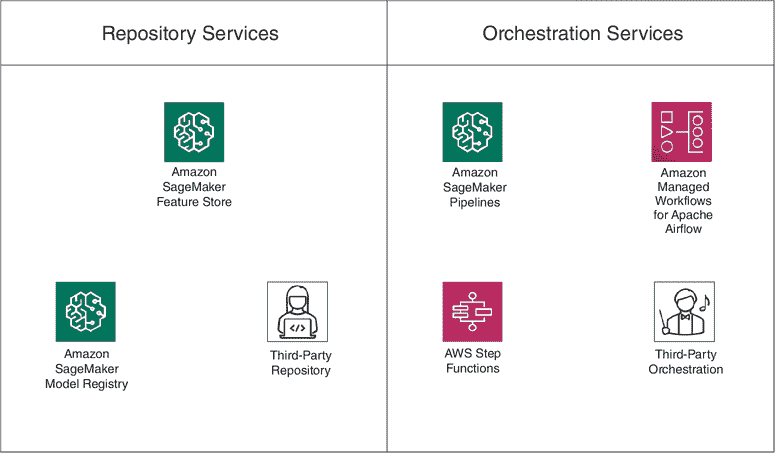 Repository Services
Orchestration Services
Amazon
SageMaker
Feature Store
Amazon
SageMaker
Pipelines
Amazon
Managed
Workflows
for Apache
Airflow
Amazon
SageMaker
Model Registry
Third-Party
Repository
AWS Step
Functions
Third-Party
Orchestration